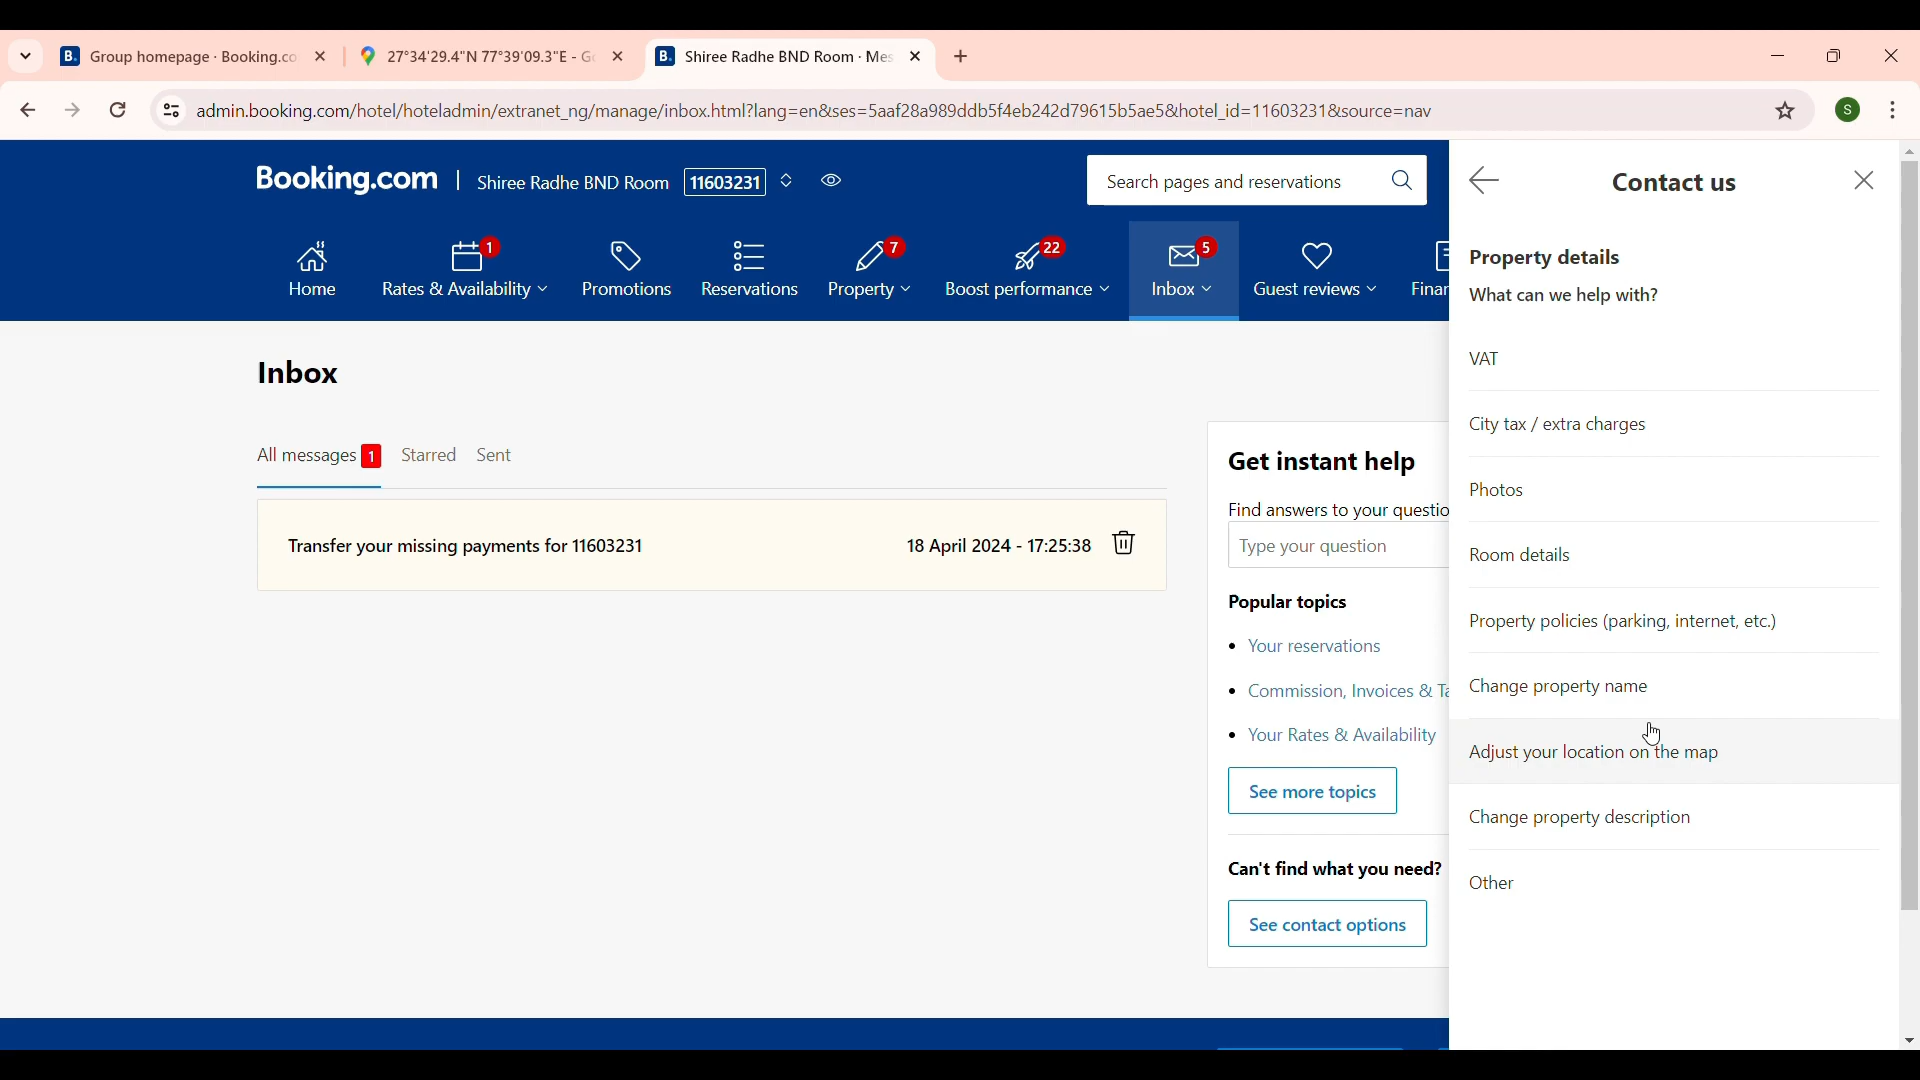 Group homepage · Booking.co
27°34'29.4"N 77°39'09.3"E - G
Shiree Radhe BND Room · Mes
admin.booking.com/hotel/hoteladmin/extranet_ng/manage/inbox.html?lang=en&ses=5aaf28a989ddb5f4eb242d79615b5ae5&hotel_id=11603231&source=nav
S
Booking.com
Shiree Radhe BND Room 11603231
Search pages and reservations
Home
Rates & Availability 1
Promotions
Reservations
Property 7
Boost performance 22
Inbox 5
Guest reviews
Finan
Inbox
All messages 1 Starred Sent
Transfer your missing payments for 11603231 18 April 2024 - 17:25:38
Get instant help
Find answers to your questio
Type your question
Popular topics
• Your reservations
• Commission, Invoices & Ta
• Your Rates & Availability
See more topics
Can't find what you need?
See contact options
Contact us
Property details
What can we help with?
VAT
City tax / extra charges
Photos
Room details
Property policies (parking, internet, etc.)
Change property name
Adjust your location on the map
Change property description
Other